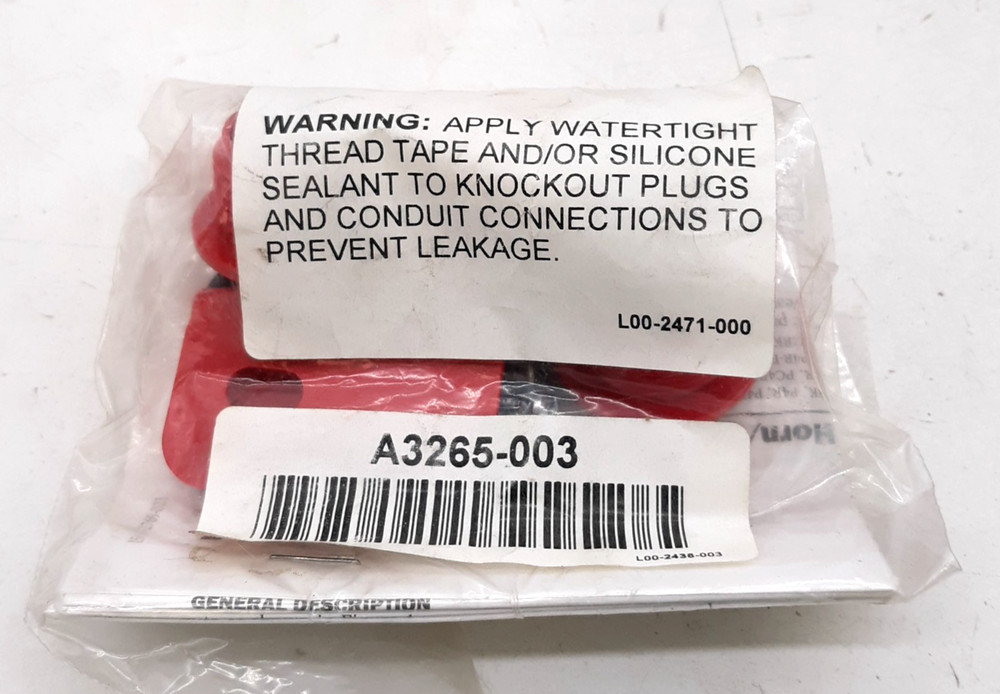 WARNING: APPLY WATERTIGHT
THREAD TAPE AND/OR SILICONE
SEALANT TO KNOCKOUT PLUGS
AND CONDUIT CONNECTIONS TO
PREVENT LEAKAGE.
L00-2471-000
Horn/
A3265-003
L00-2436-003
GENERAL DESCRIPTION